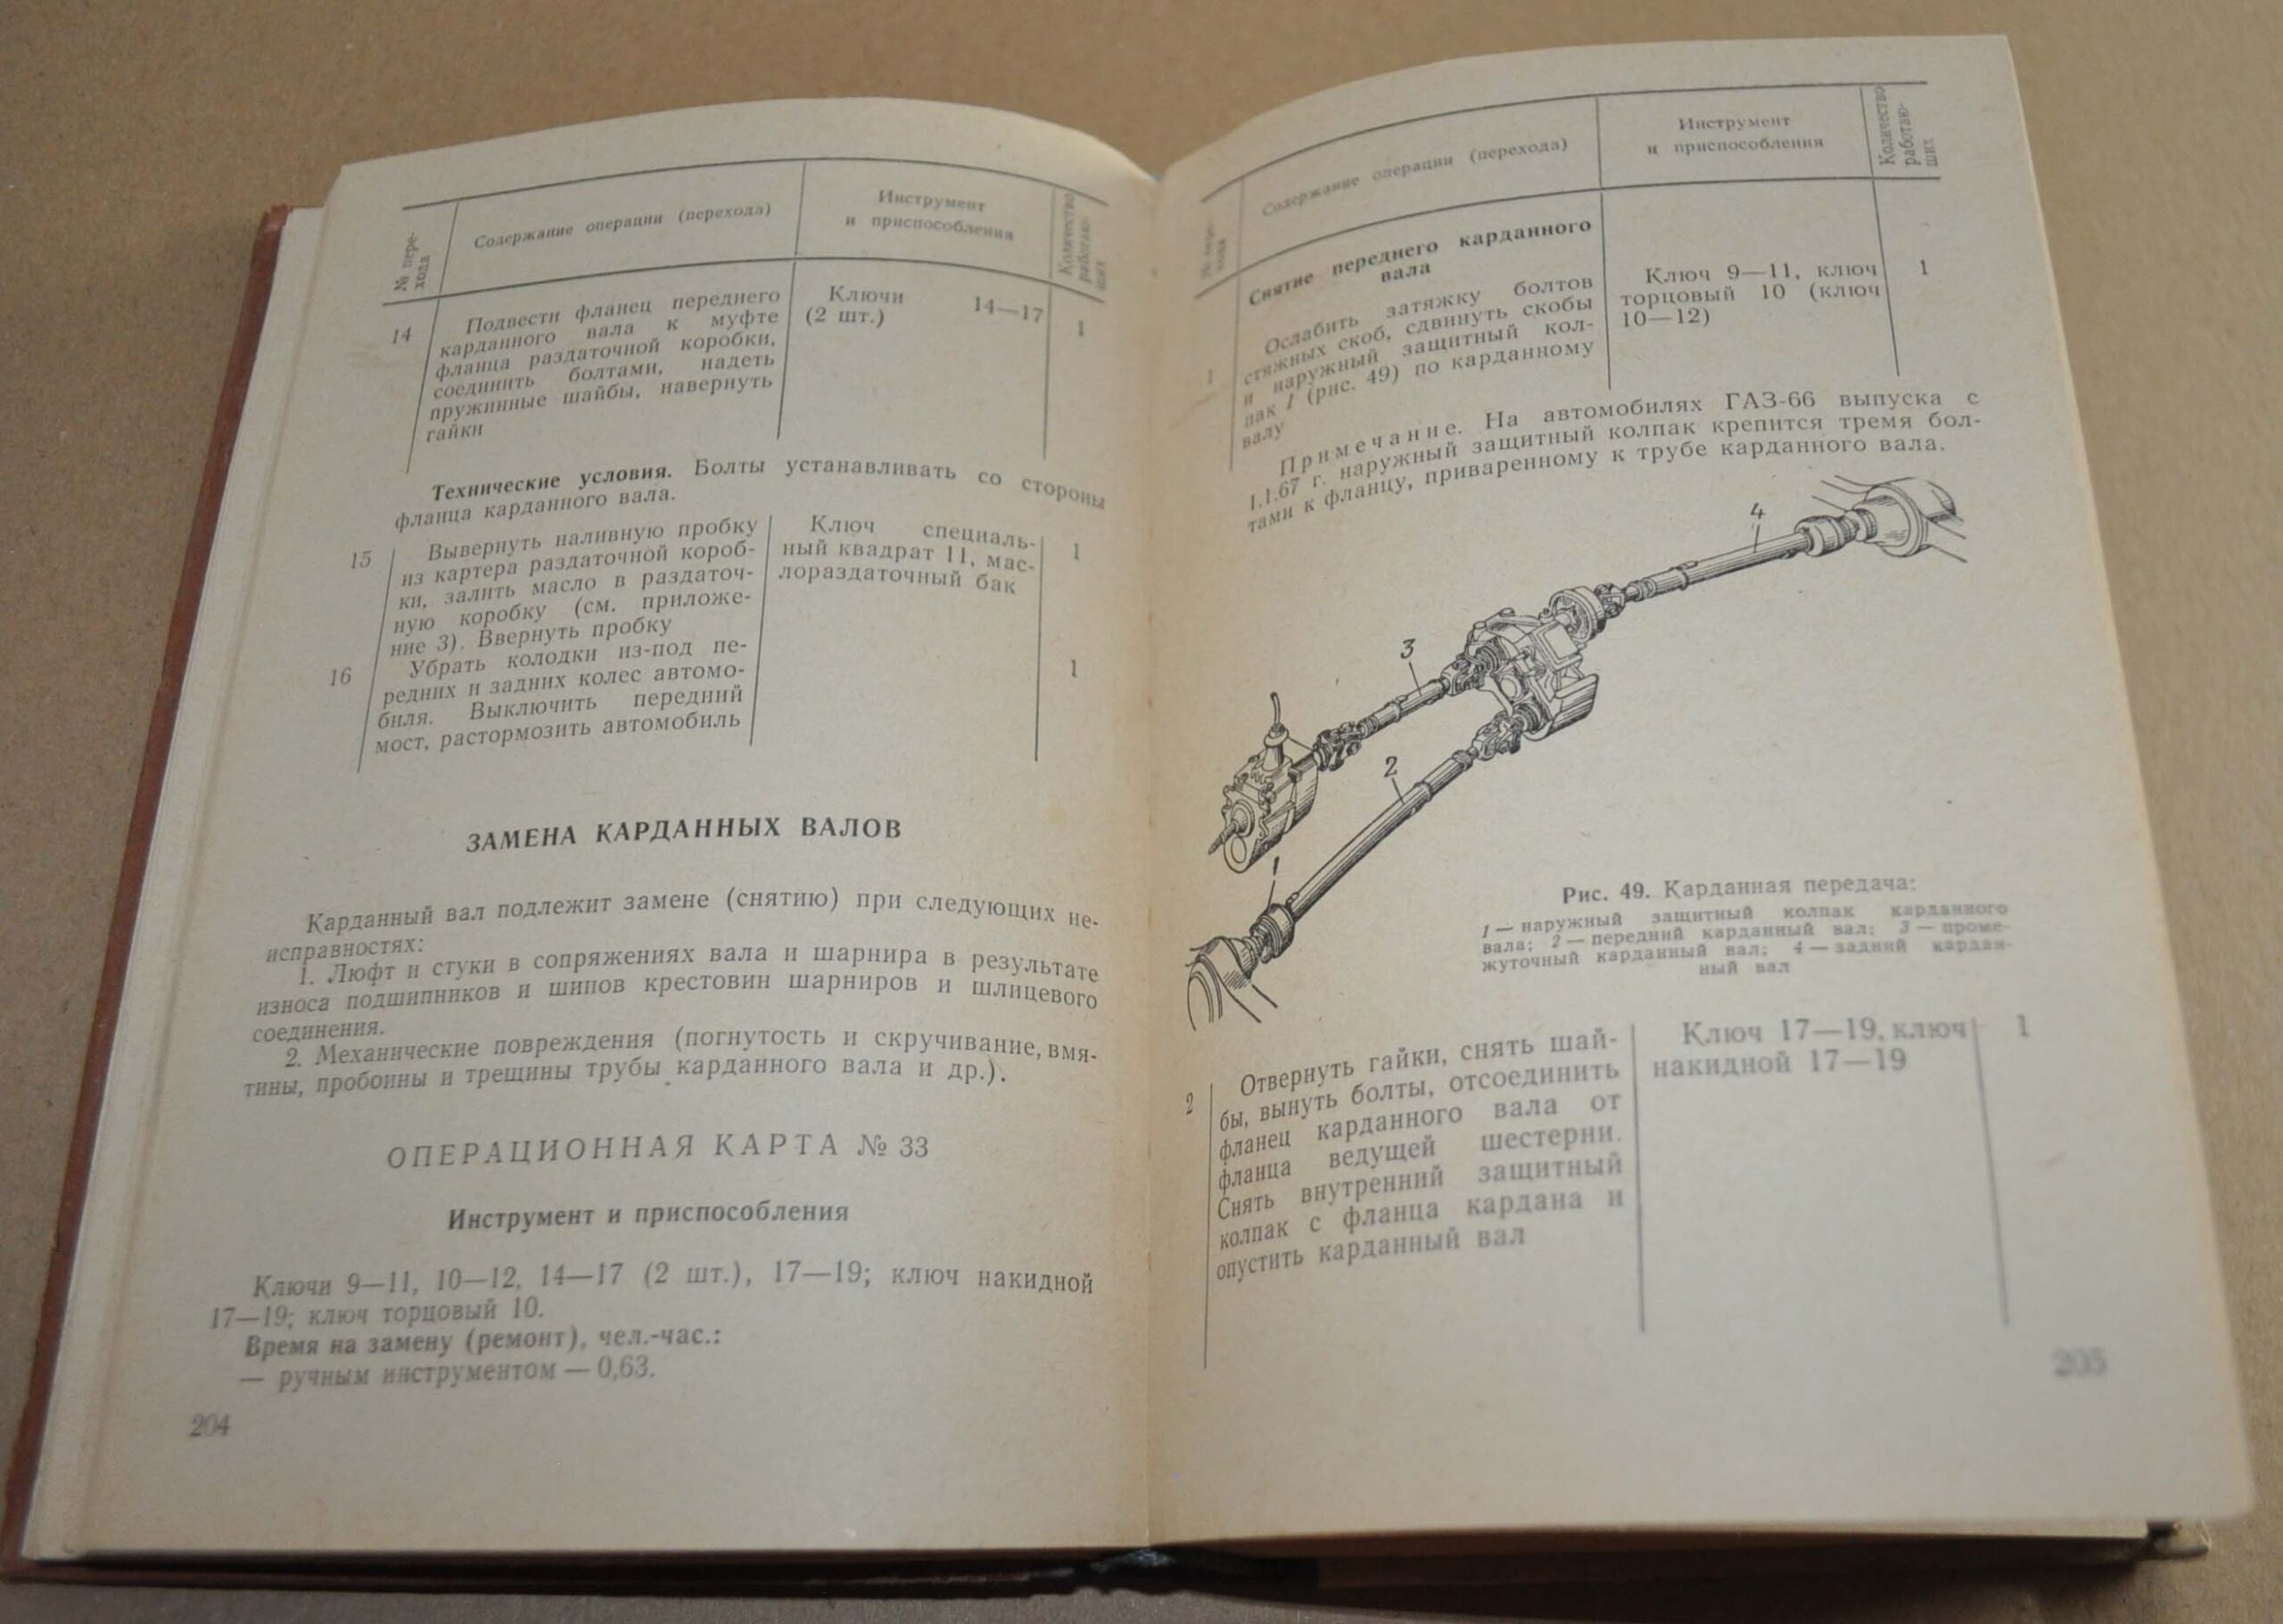 № пере-
хода
Содержание операции (перехода)
Инструмент
и приспособления
Количество
работаю-
щих
14
Подвести фланец переднего
карданного вала к муфте
фланца раздаточной коробки,
соединить болтами, надеть
пружинные шайбы, навернуть
гайки
Ключи 14—17
(2 шт.)
1
Технические условия. Болты устанавливать со стороны
фланца карданного вала.
15
Вывернуть наливную пробку
из картера раздаточной короб-
ки, залить масло в раздаточ-
ную коробку (см. приложе-
ние 3). Ввернуть пробку
Ключ специаль-
ный квадрат 11, мас-
лораздаточный бак
1
16
Убрать колодки из-под пе-
редних и задних колес автомо-
биля. Выключить передний
мост, растормозить автомобиль
1
ЗАМЕНА КАРДАННЫХ ВАЛОВ
Карданный вал подлежит замене (снятию) при следующих не-
исправностях:
1. Люфт и стуки в сопряжениях вала и шарнира в результате
износа подшипников и шипов крестовин шарниров и шлицевого
соединения.
2. Механические повреждения (погнутость и скручивание, вмя-
тины, пробоины и трещины трубы карданного вала и др.).
ОПЕРАЦИОННАЯ КАРТА № 33
Инструмент и приспособления
Ключи 9—11, 10—12, 14—17 (2 шт.), 17—19; ключ накидной
17—19; ключ торцовый 10.
Время на замену (ремонт), чел.-час.:
— ручным инструментом — 0,63.
204
№ пере-
хода
Содержание операции (перехода)
Инструмент
и приспособления
Количество
работаю-
щих
Снятие переднего карданного
вала
1
Ослабить затяжку болтов
стяжных скоб, сдвинуть скобы
и наружный защитный кол-
пак 1 (рис. 49) по карданному
валу
Ключ 9—11, ключ
торцовый 10 (ключ
10—12)
1
Примечание. На автомобилях ГАЗ-66 выпуска с
1.1.67 г. наружный защитный колпак крепится тремя бол-
тами к фланцу, приваренному к трубе карданного вала.
4
3
2
1
Рис. 49. Карданная передача:
1 — наружный защитный колпак карданного
вала; 2 — передний карданный вал; 3 — проме-
жуточный карданный вал; 4 — задний кардан-
ный вал
2
Отвернуть гайки, снять шай-
бы, вынуть болты, отсоединить
фланец карданного вала от
фланца ведущей шестерни.
Снять внутренний защитный
колпак с фланца кардана и
опустить карданный вал
Ключ 17—19, ключ
накидной 17—19
1
205